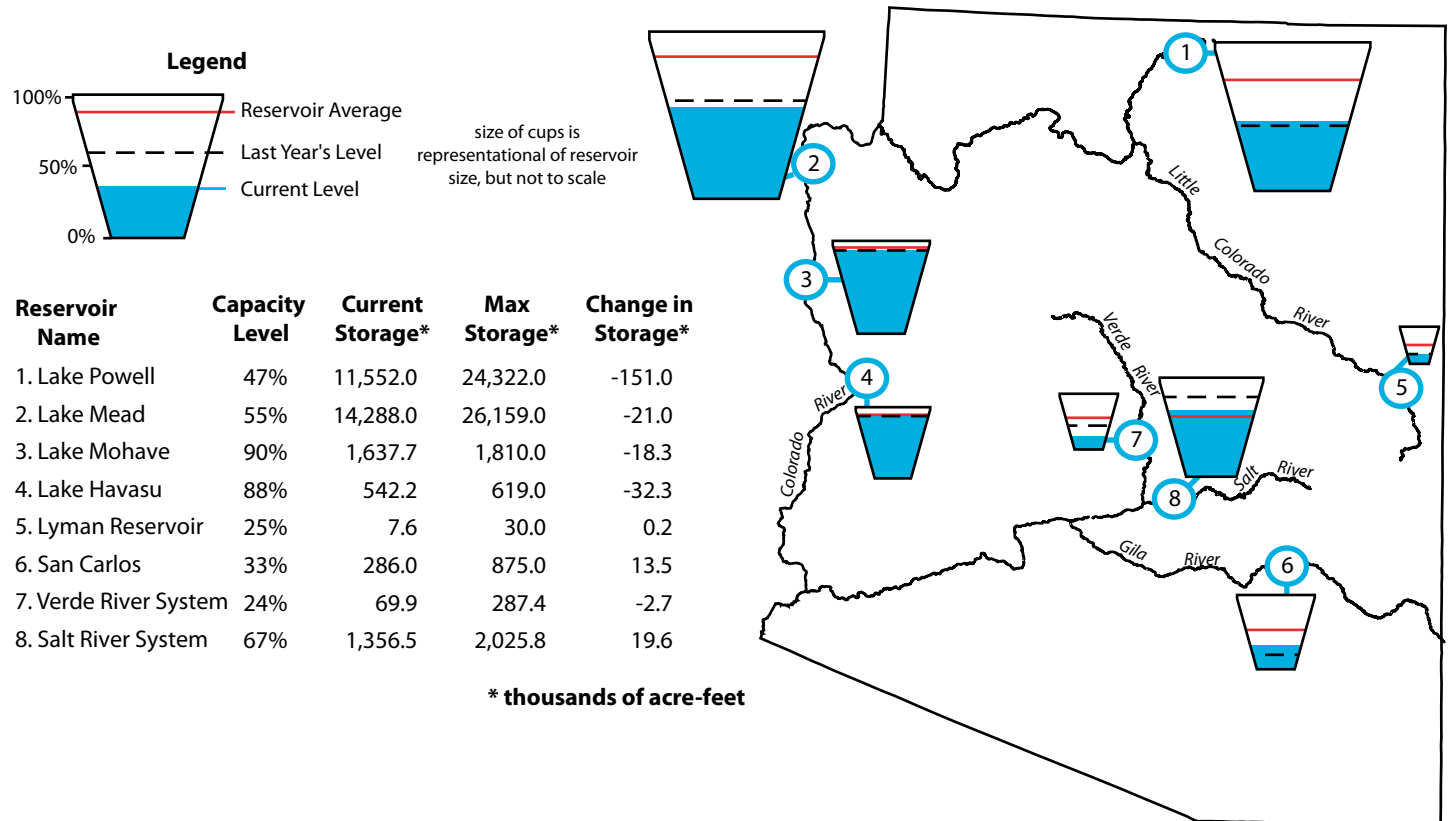 Legend
100%
50%
0%
Reservoir Average
Last Year's Level
Current Level
size of cups is
representational of reservoir
size, but not to scale
Reservoir Name Capacity Level Current Storage* Max Storage* Change in Storage*
1. Lake Powell 47% 11,552.0 24,322.0 -151.0
2. Lake Mead 55% 14,288.0 26,159.0 -21.0
3. Lake Mohave 90% 1,637.7 1,810.0 -18.3
4. Lake Havasu 88% 542.2 619.0 -32.3
5. Lyman Reservoir 25% 7.6 30.0 0.2
6. San Carlos 33% 286.0 875.0 13.5
7. Verde River System 24% 69.9 287.4 -2.7
8. Salt River System 67% 1,356.5 2,025.8 19.6
* thousands of acre-feet
1
2
3
4
5
6
7
8
Little Colorado River
Colorado River
Verde River
Salt River
Gila River